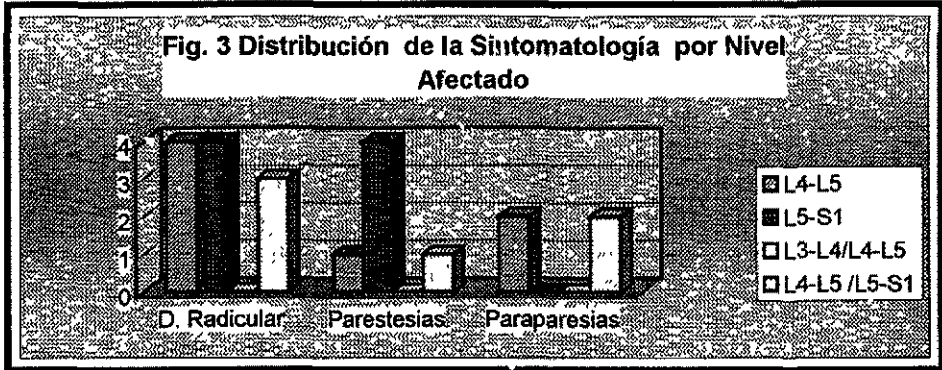 Fig. 3 Distribución de la Sintomatología por Nivel
Afectado
4
3
2
1
0
D. Radicular Parestesias Paraparesias
L4-L5
L5-S1
L3-L4/L4-L5
L4-L5 /L5-S1